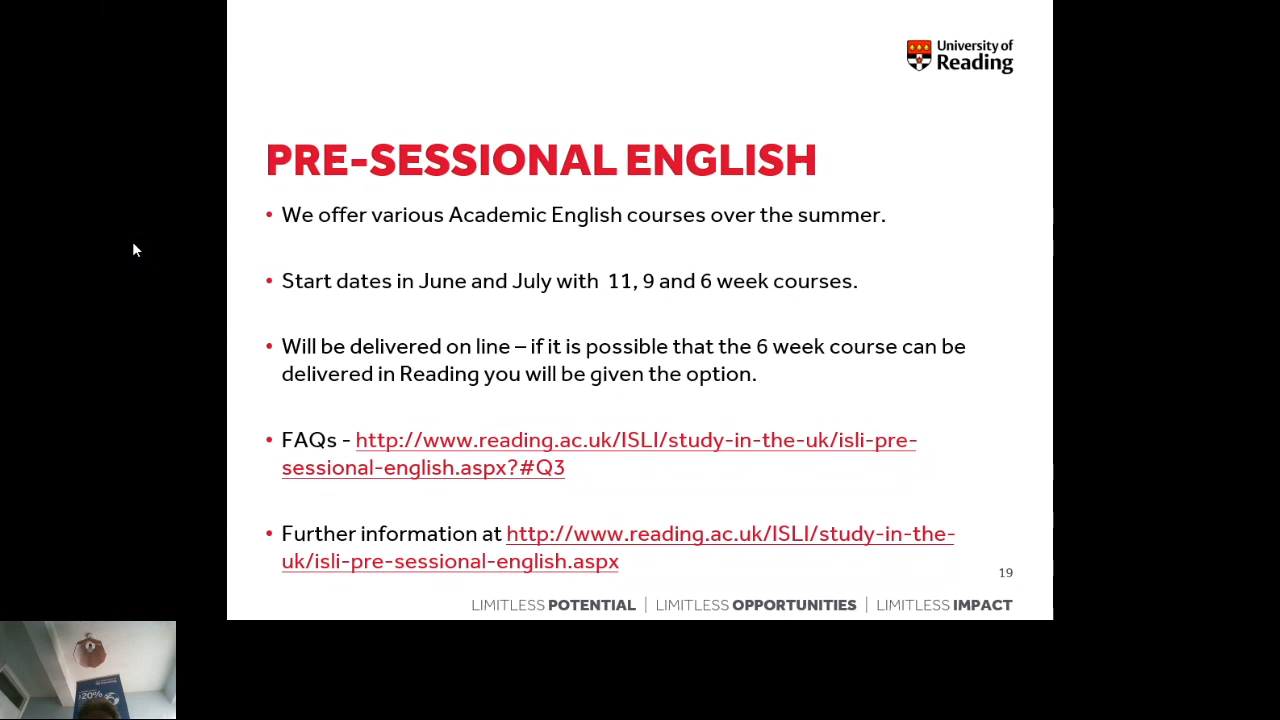 University of
Reading
PRE-SESSIONAL ENGLISH
• We offer various Academic English courses over the summer.
• Start dates in June and July with 11, 9 and 6 week courses.
• Will be delivered on line – if it is possible that the 6 week course can be
delivered in Reading you will be given the option.
• FAQs - http://www.reading.ac.uk/ISLI/study-in-the-uk/isli-pre-
sessional-english.aspx?#Q3
• Further information at http://www.reading.ac.uk/ISLI/study-in-the-
uk/isli-pre-sessional-english.aspx
19
LIMITLESS POTENTIAL | LIMITLESS OPPORTUNITIES | LIMITLESS IMPACT
20%